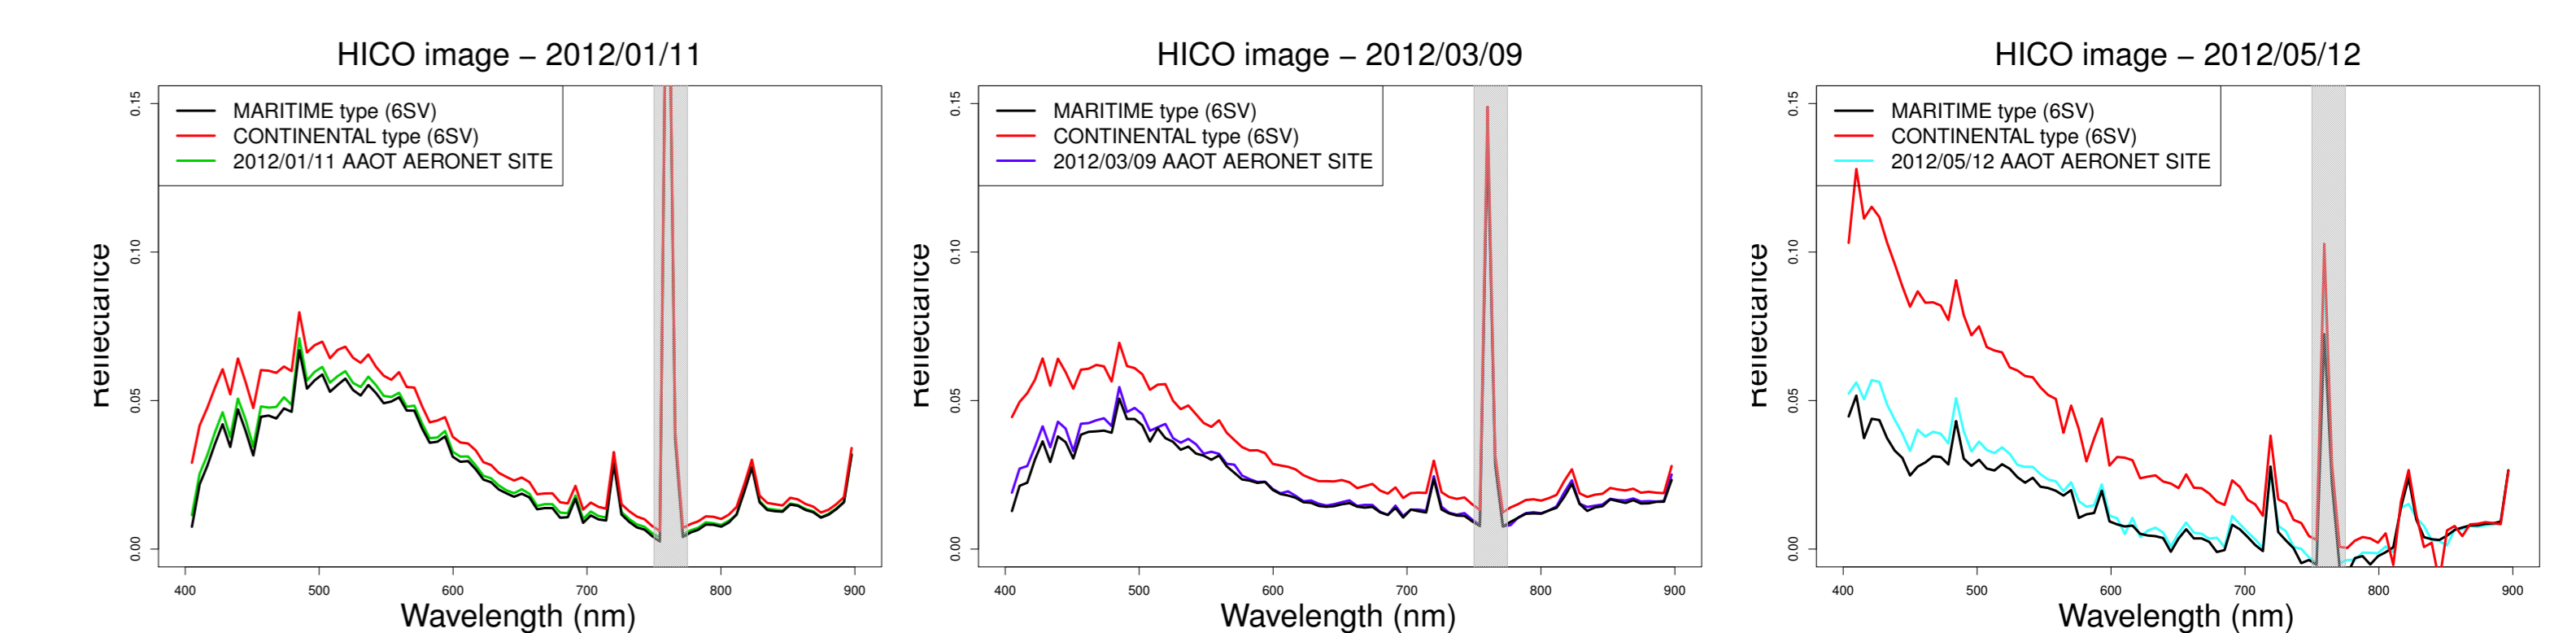 HICO image – 2012/01/11
MARITIME type (6SV)
CONTINENTAL type (6SV)
2012/01/11 AAOT AERONET SITE
Reflectance
0.00 0.05 0.10 0.15
400 500 600 700 800 900
Wavelength (nm)
HICO image – 2012/03/09
MARITIME type (6SV)
CONTINENTAL type (6SV)
2012/03/09 AAOT AERONET SITE
Reflectance
0.00 0.05 0.10 0.15
400 500 600 700 800 900
Wavelength (nm)
HICO image – 2012/05/12
MARITIME type (6SV)
CONTINENTAL type (6SV)
2012/05/12 AAOT AERONET SITE
Reflectance
0.00 0.05 0.10 0.15
400 500 600 700 800 900
Wavelength (nm)